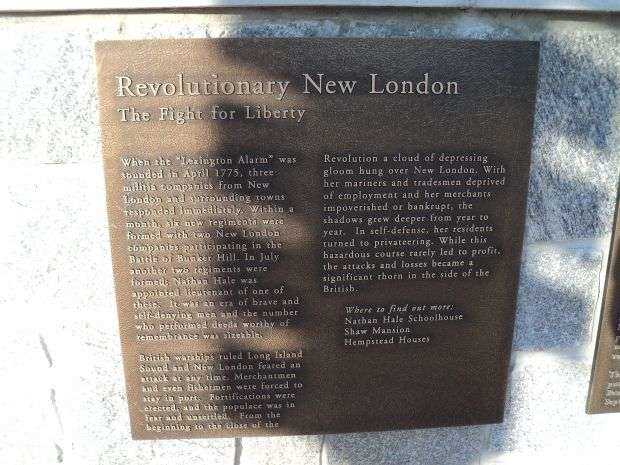 Revolutionary New London
The Fight for Liberty
When the "Lexington Alarm" was
sounded in April 1775, three
militia companies from New
London and surrounding towns
responded immediately. Within a
month, six new regiments were
formed with two New London
companies participating in the
Battle of Bunker Hill. In July
another two regiments were
formed; Nathan Hale was
appointed lieutenant of one of
these. It was an era of brave and
self-denying men and the number
who performed deeds worthy of
remembrance was sizeable.
British warships ruled Long Island
Sound and New London feared an
attack at any time. Merchantmen
and even fishermen were forced to
stay in port. Fortifications were
erected, and the populace was in
fear and unsettled. From the
beginning to the close of the
Revolution a cloud of depressing
gloom hung over New London. With
her mariners and tradesmen deprived
of employment and her merchants
impoverished or bankrupt, the
shadows grew deeper from year to
year. In self-defense, her residents
turned to privateering. While this
hazardous course rarely led to profit,
the attacks and losses became a
significant thorn in the side of the
British.
Where to find out more:
Nathan Hale Schoolhouse
Shaw Mansion
Hempstead Houses